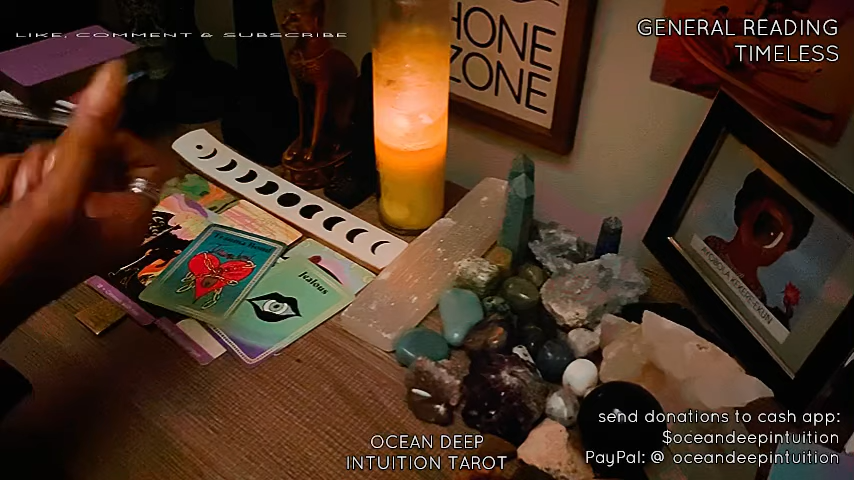 LIKE, COMMENT & SUBSCRIBE
GENERAL READING
TIMELESS
HONE
ZONE
Jealous
OCEAN DEEP
INTUITION TAROT
send donations to cash app:
$oceandeepintuition
PayPal: @ oceandeepintuition